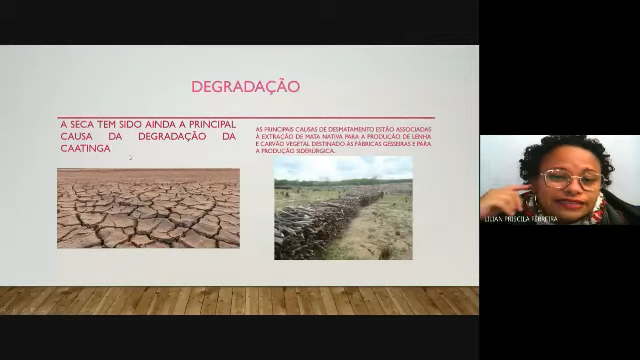 DEGRADAÇÃO
A SECA TEM SIDO AINDA A PRINCIPAL
CAUSA DA DEGRADAÇÃO DA
CAATINGA
AS PRINCIPAIS CAUSAS DE DESMATAMENTO ESTÃO ASSOCIADAS
À EXTRAÇÃO DE MATA NATIVA PARA A PRODUÇÃO DE LENHA
E CARVÃO VEGETAL DESTINADO ÀS FÁBRICAS GESSEIRAS E PARA
A PRODUÇÃO SIDERÚRGICA.
LILIAN PRISCILA FERREIRA